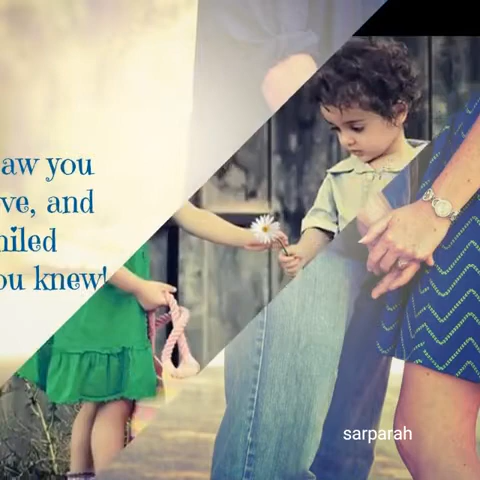 aw you
ve, and
niled
ou knew!
sarparah